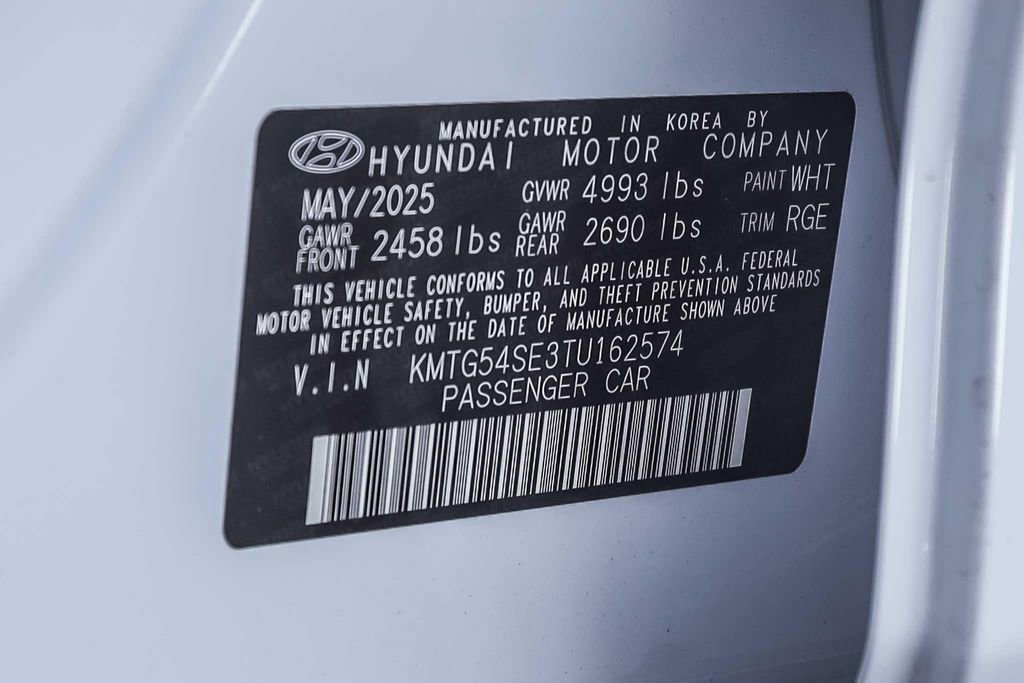 MANUFACTURED IN KOREA BY
HYUNDAI MOTOR COMPANY
MAY/2025 GVWR 4993 lbs PAINT WHT
GAWR FRONT 2458 lbs GAWR REAR 2690 lbs TRIM RGE
THIS VEHICLE CONFORMS TO ALL APPLICABLE U.S.A. FEDERAL
MOTOR VEHICLE SAFETY, BUMPER, AND THEFT PREVENTION STANDARDS
IN EFFECT ON THE DATE OF MANUFACTURE SHOWN ABOVE
V.I.N KMTG54SE3TU162574
PASSENGER CAR